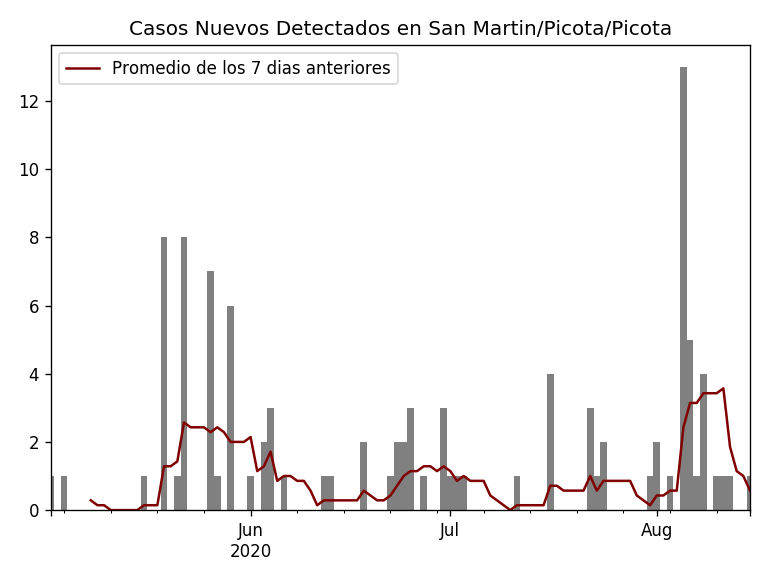 Casos Nuevos Detectados en San Martin/Picota/Picota
Promedio de los 7 dias anteriores
12
10
8
6
4
2
0
Jun
2020
Jul
Aug